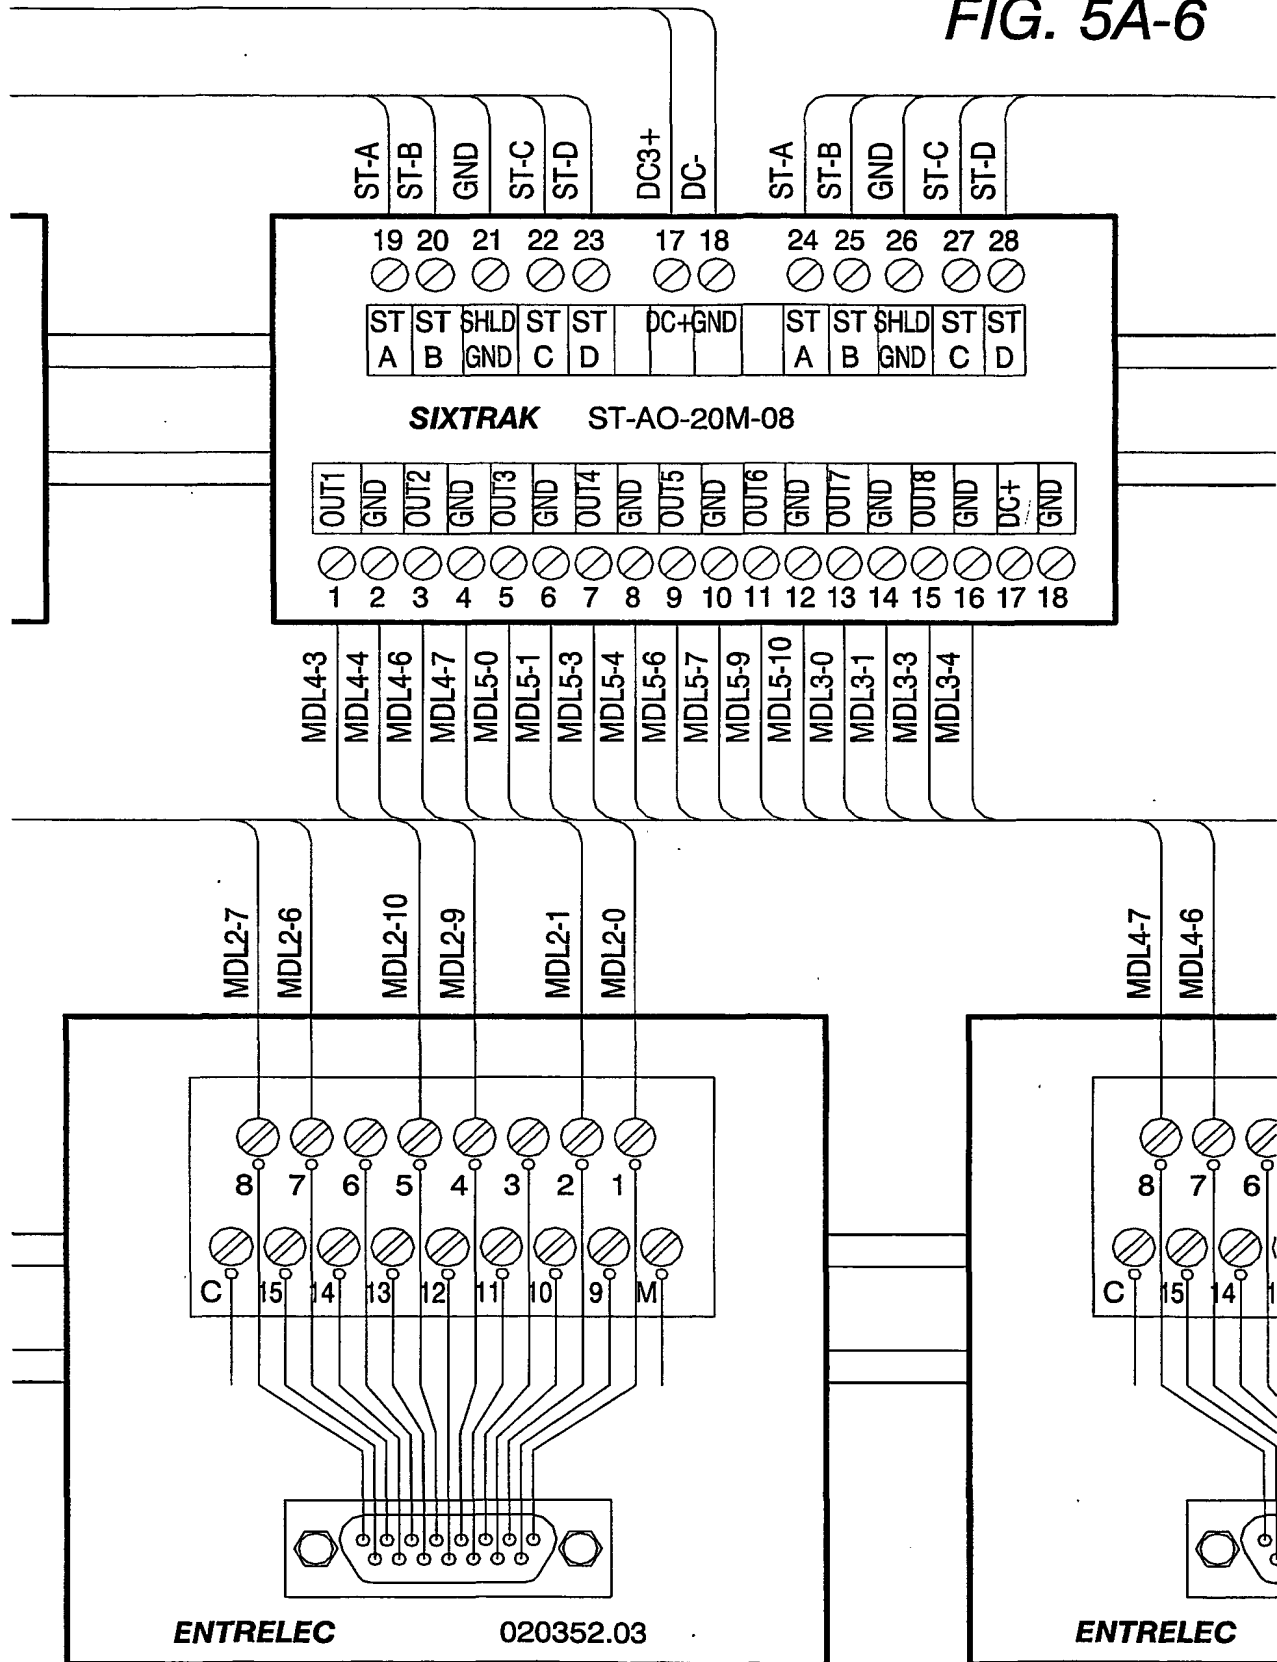 FIG. 5A-6
ST-A ST-B GND ST-C ST-D DC3+ DC- ST-A ST-B GND ST-C ST-D
19 20 21 22 23 17 18 24 25 26 27 28
ST ST SHLD ST ST DC+ GND ST ST SHLD ST ST
A B GND C D A B GND C D
SIXTRAK ST-AO-20M-08
OUT1 GND OUT2 GND OUT3 GND OUT4 GND OUT5 GND OUT6 GND OUT7 GND OUT8 GND DC+ GND
1 2 3 4 5 6 7 8 9 10 11 12 13 14 15 16 17 18
MDL4-3 MDL4-4 MDL4-6 MDL4-7 MDL5-0 MDL5-1 MDL5-3 MDL5-4 MDL5-6 MDL5-7 MDL5-9 MDL5-10 MDL3-0 MDL3-1 MDL3-3 MDL3-4
MDL2-7 MDL2-6 MDL2-10 MDL2-9 MDL2-1 MDL2-0 MDL4-7 MDL4-6
8 7 6 5 4 3 2 1 8 7 6
C 15 14 13 12 11 10 9 M C 15 14 1
ENTRELEC 020352.03 ENTRELEC